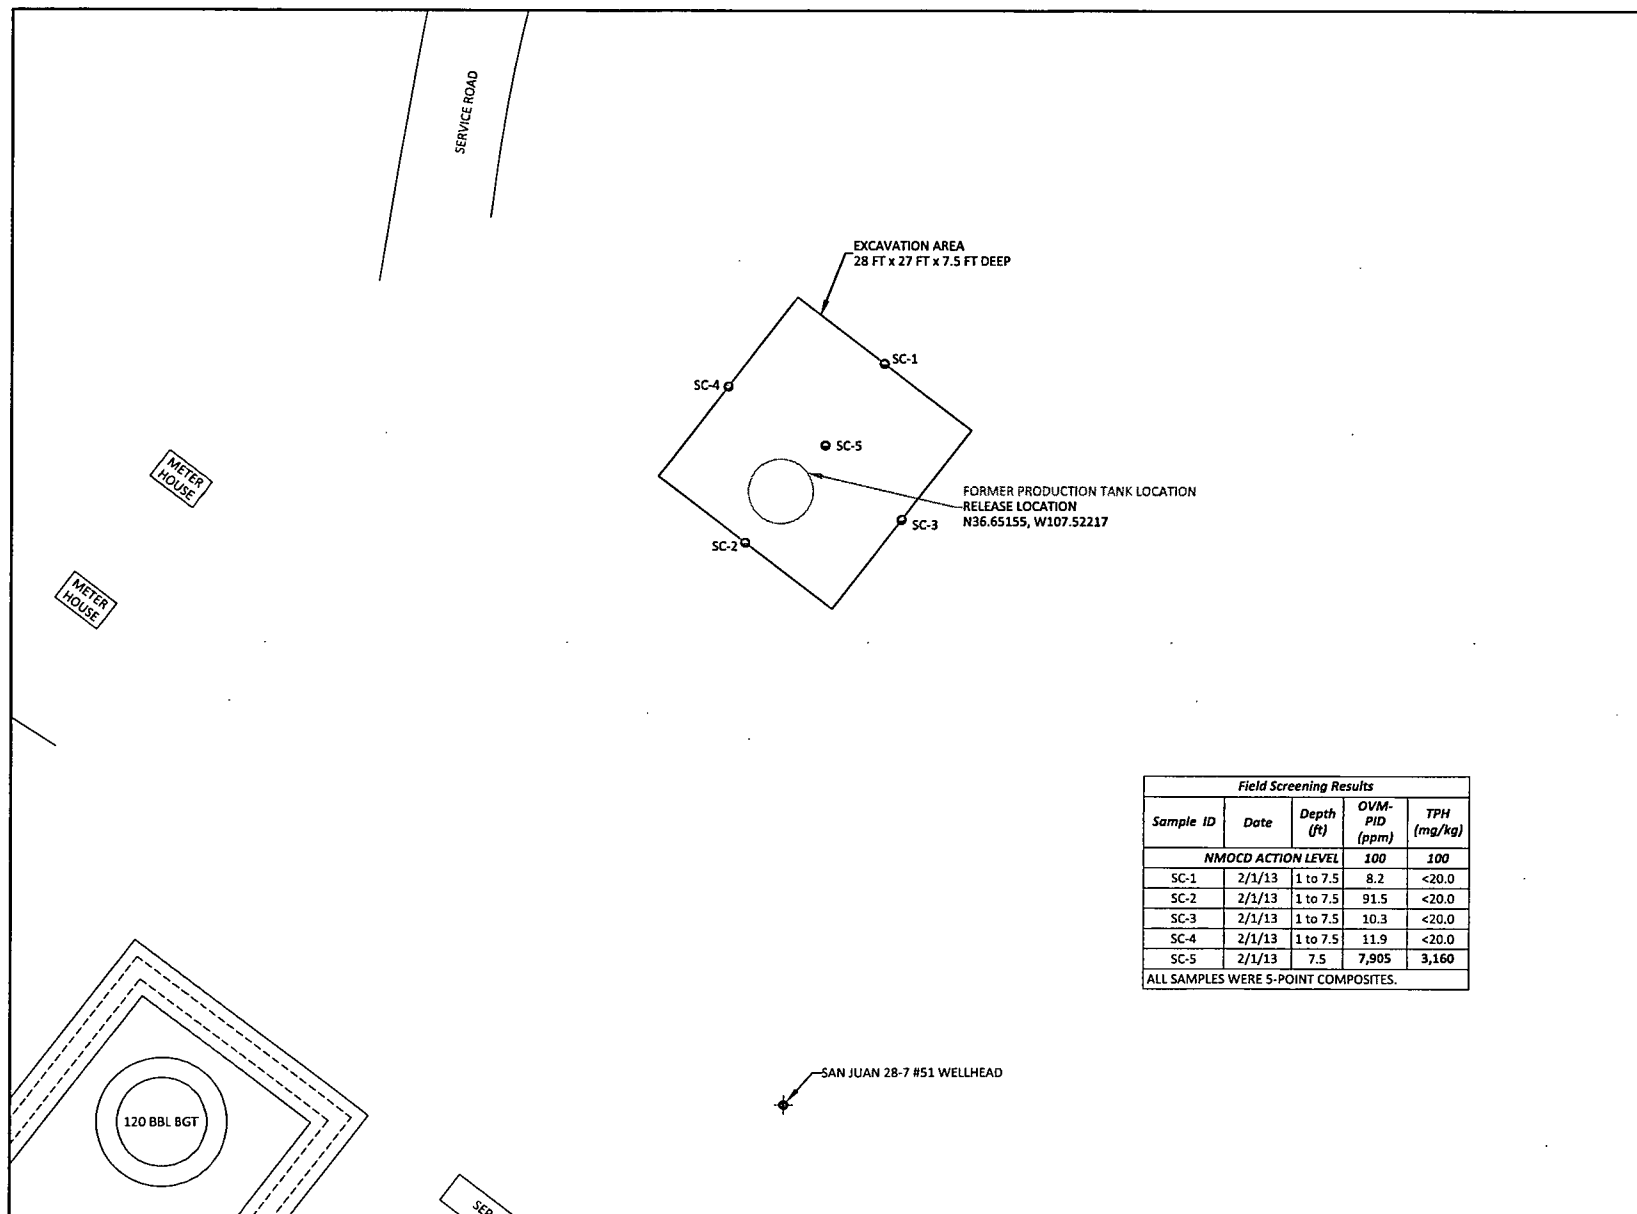 SERVICE ROAD
EXCAVATION AREA
28 FT x 27 FT x 7.5 FT DEEP
SC-1
SC-4
SC-5
METER
HOUSE
FORMER PRODUCTION TANK LOCATION
RELEASE LOCATION
N36.65155, W107.52217
SC-3
SC-2
METER
HOUSE
Field Screening Results
Sample ID Date Depth (ft) OVM-PID (ppm) TPH (mg/kg)
NMOCD ACTION LEVEL 100 100
SC-1 2/1/13 1 to 7.5 8.2 <20.0
SC-2 2/1/13 1 to 7.5 91.5 <20.0
SC-3 2/1/13 1 to 7.5 10.3 <20.0
SC-4 2/1/13 1 to 7.5 11.9 <20.0
SC-5 2/1/13 7.5 7,905 3,160
ALL SAMPLES WERE 5-POINT COMPOSITES.
SAN JUAN 28-7 #51 WELLHEAD
120 BBL BGT